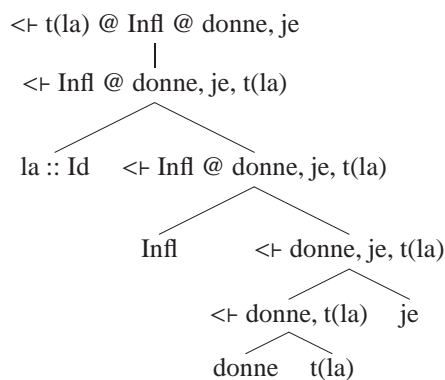 <⊢ t(la) @ Infl @ donne, je
<⊢ Infl @ donne, je, t(la)
la :: Id <⊢ Infl @ donne, je, t(la)
Infl <⊢ donne, je, t(la)
<⊢ donne, t(la) je
donne t(la)